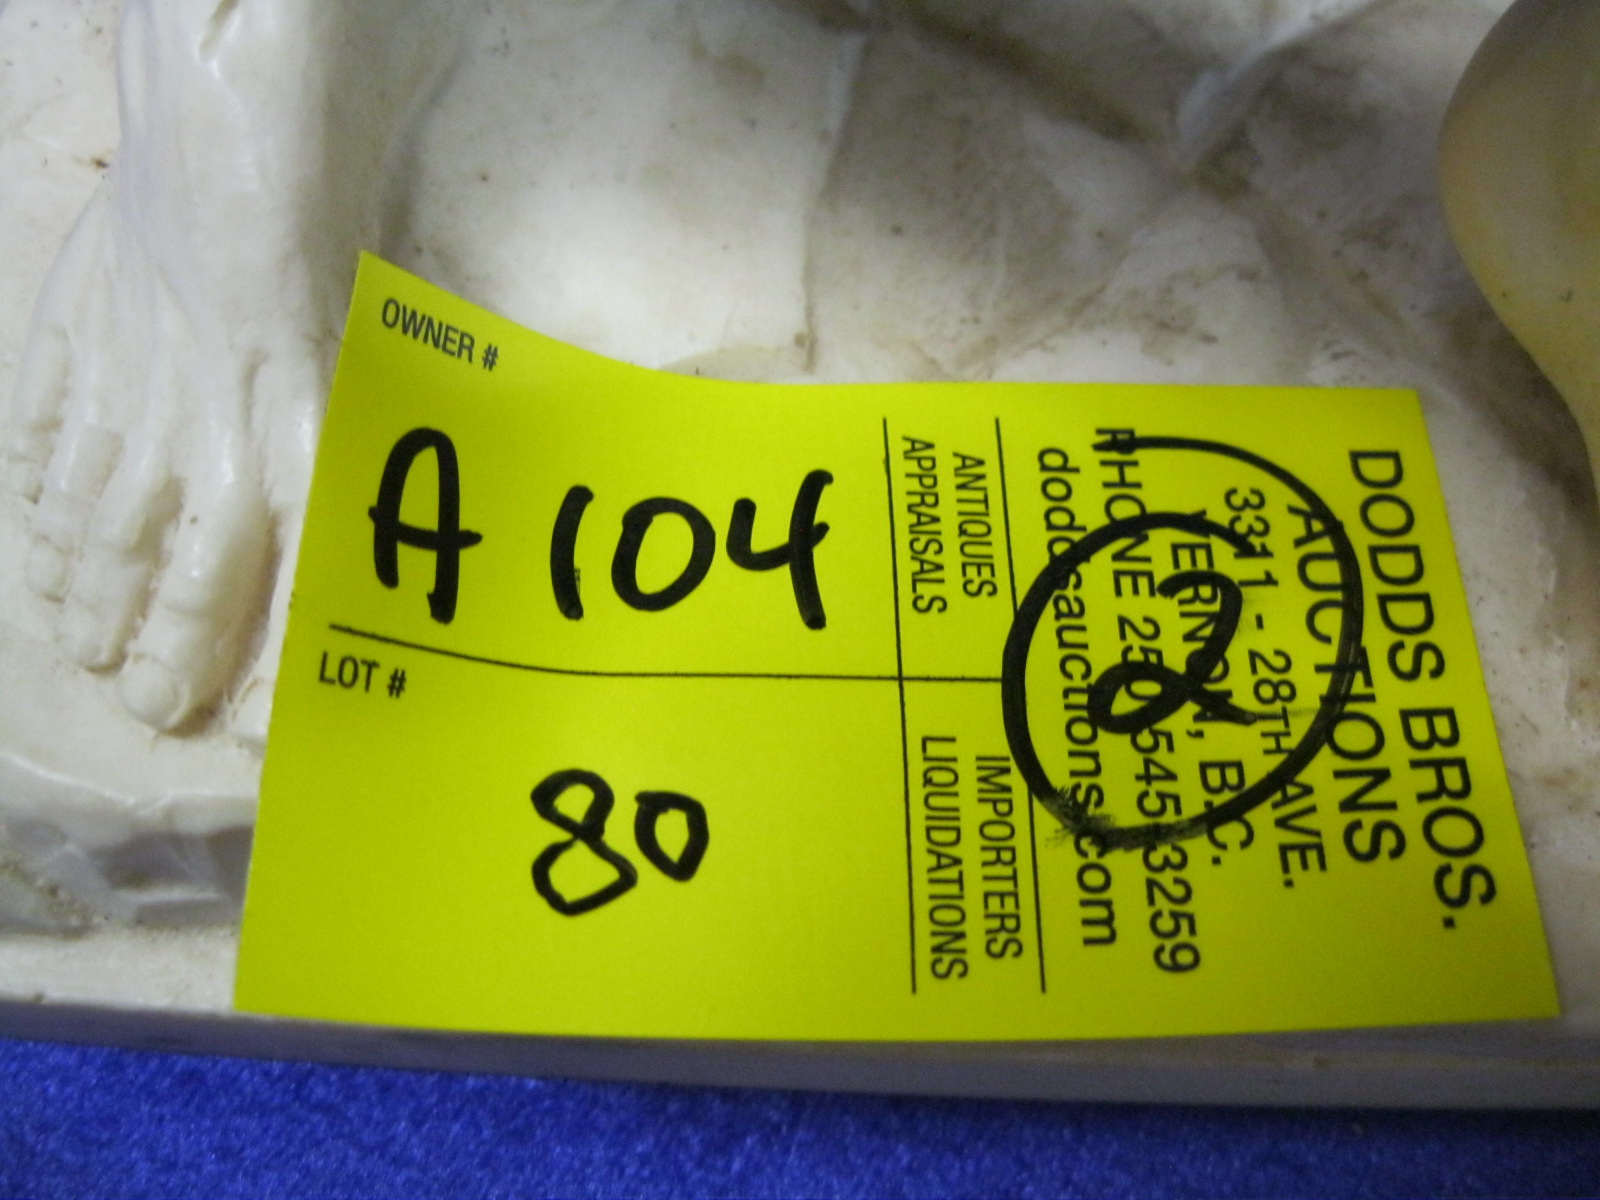 OWNER #
A 104
LOT #
80
DODDS BROS.
AUCTIONS
3311 - 28TH AVE.
VERNON, B.C.
PHONE 250 545-3259
doddsauctions.com
2
ANTIQUES IMPORTERS
APPRAISALS LIQUIDATIONS